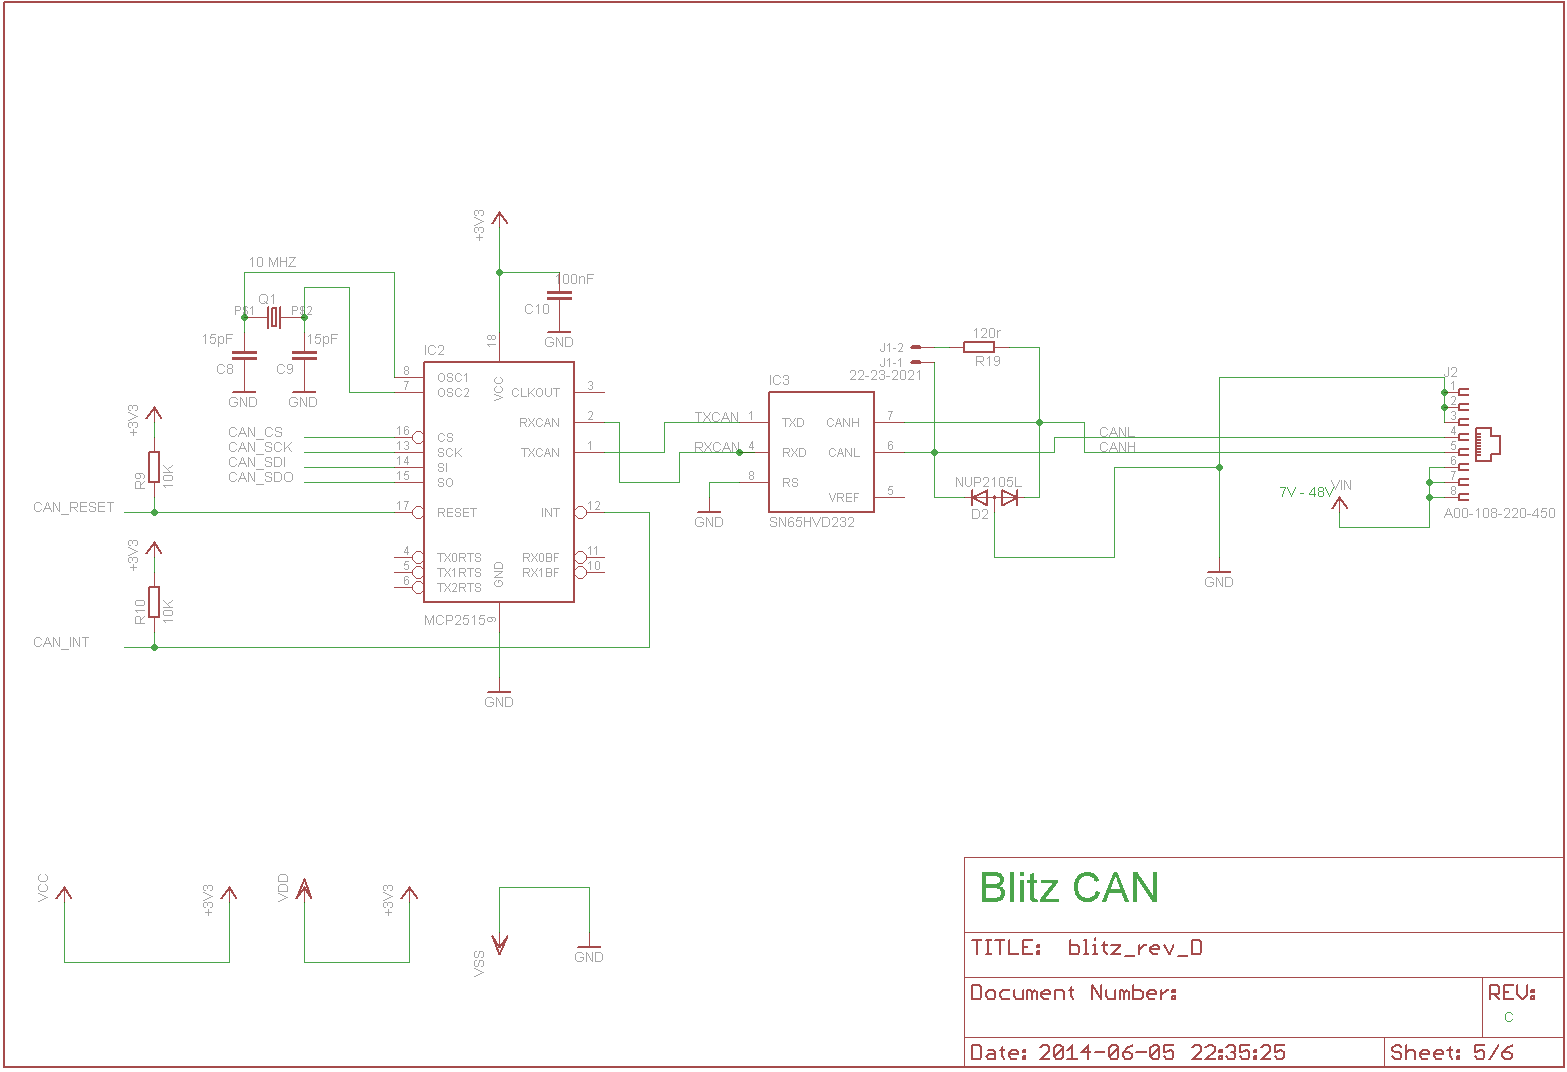 +3V3
10 MHZ
100nF
Q1
PS1
PS2
C10
15pF
15pF
18
GND
120r
J1-2
IC2
J1-1
R19
C8
C9
8
OSC1
22-23-2021
J2
7
OSC2
VCC
CLKOUT
3
IC3
1
GND
GND
2
+3V3
RXCAN
2
TXCAN
1
TXD
CANH
7
3
CAN_CS
16
CS
CANL
4
CAN_SCK
13
SCK
TXCAN
1
RXCAN
4
RXD
CANL
6
CANH
5
CAN_SDI
14
SI
6
R9
10K
CAN_SDO
15
SO
8
RS
NUP2105L
7
VREF
5
7V - 48V
VIN
8
CAN_RESET
17
RESET
INT
12
GND
SN65HVD232
D2
A00-108-220-450
+3V3
4
TX0RTS
RX0BF
11
5
TX1RTS
GND
RX1BF
10
6
TX2RTS
GND
R10
10K
MCP2515
9
CAN_INT
GND
VCC
+3V3
VDD
+3V3
VSS
GND
Blitz CAN
TITLE: blitz_rev_D
Document Number:
REV:
C
Date: 2014-06-05 22:35:25
Sheet: 5/6